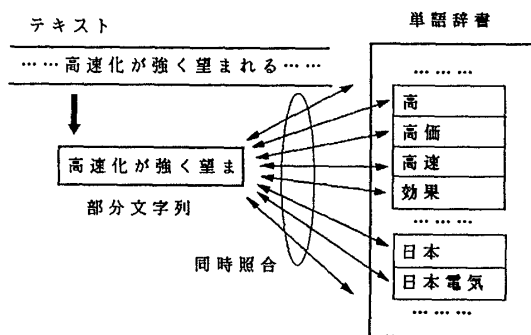 テキスト
……高速化が強く望まれる……
高速化が強く望ま
部分文字列
同時照合
単語辞書
………
高
高価
高速
効果
………
日本
日本電気
………